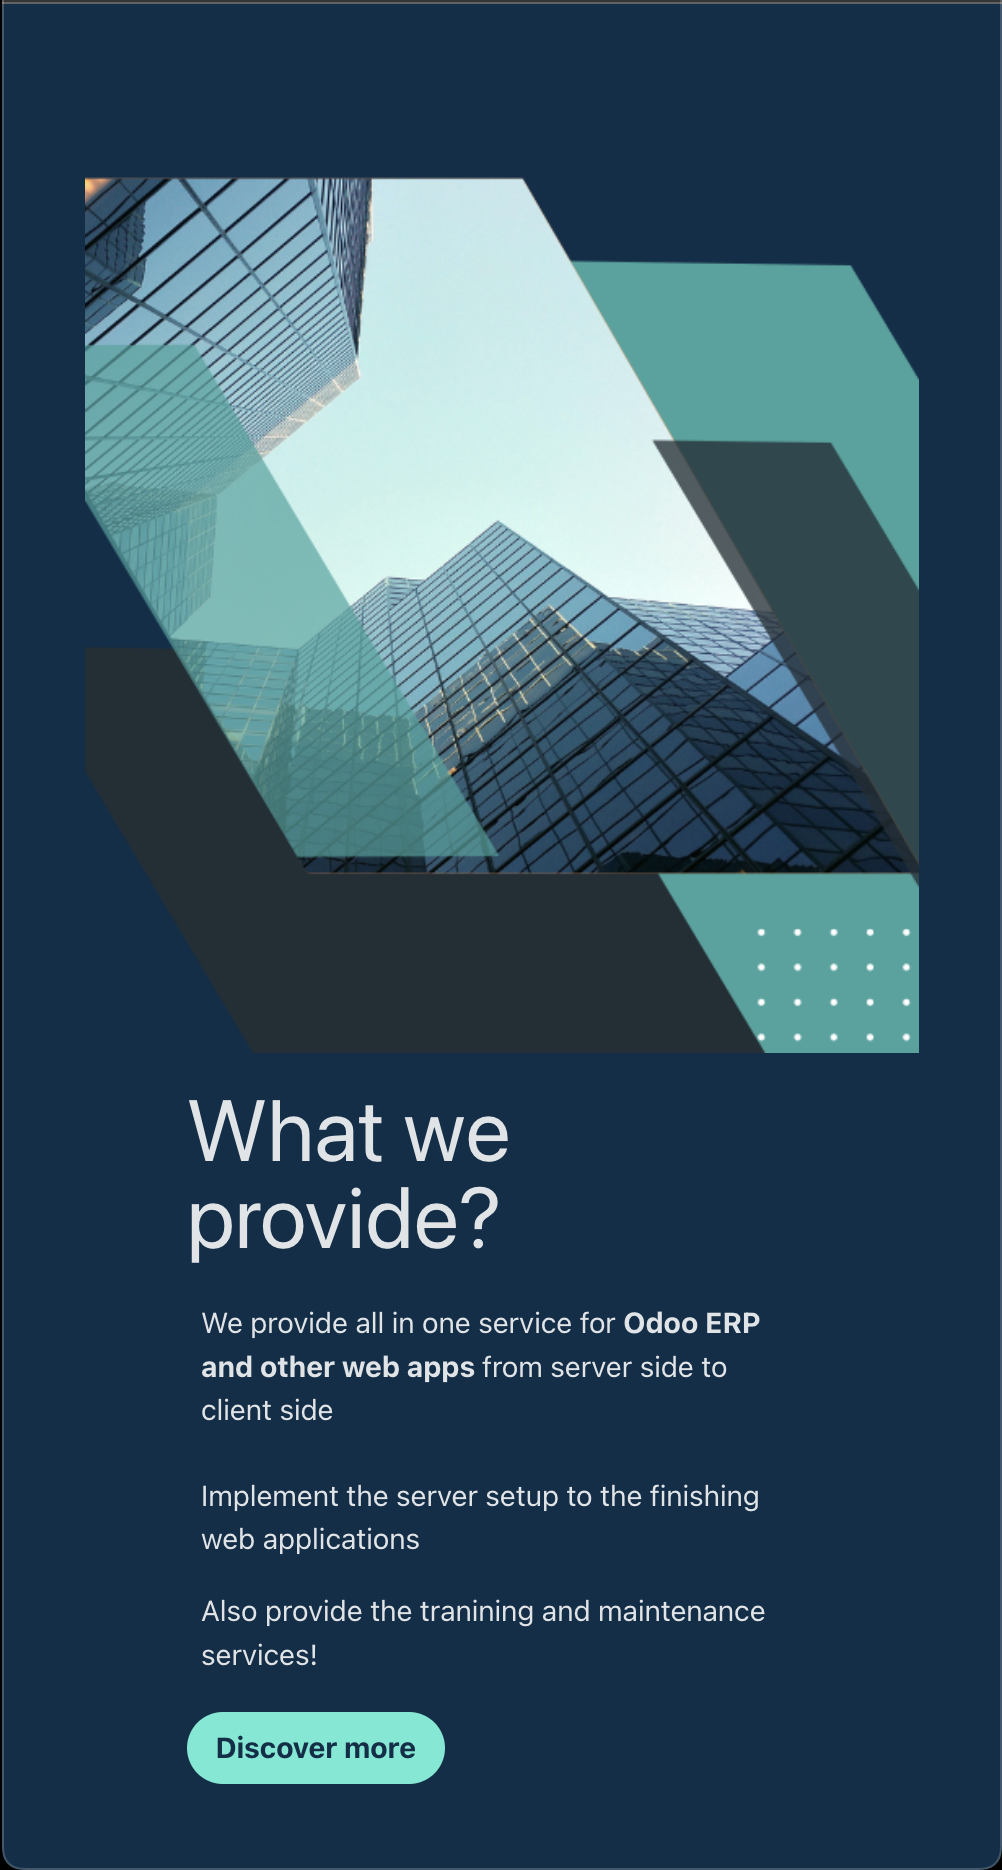 What we
provide?
We provide all in one service for Odoo ERP
and other web apps from server side to
client side
Implement the server setup to the finishing
web applications
Also provide the tranining and maintenance
services!
Discover more